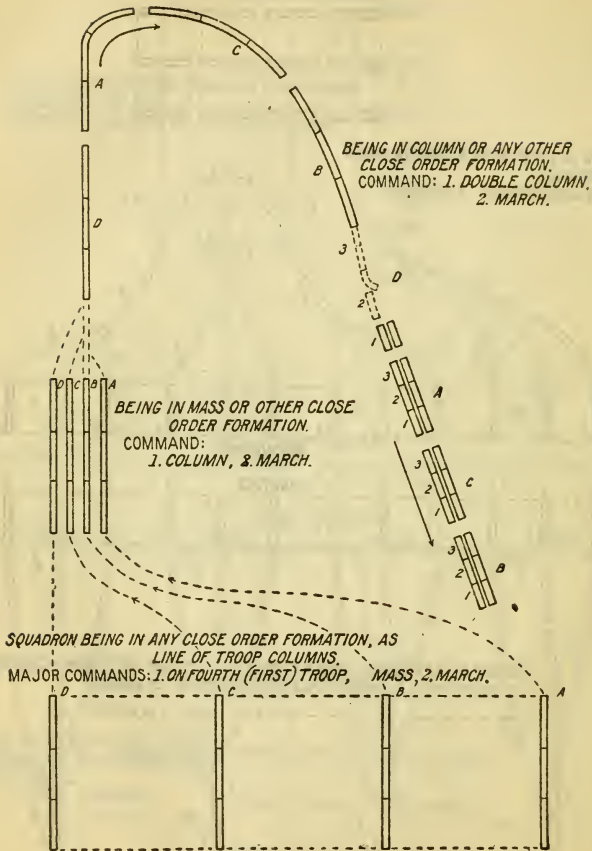 C
A
BEING IN COLUMN OR ANY OTHER
CLOSE ORDER FORMATION.
COMMAND: 1. DOUBLE COLUMN,
2. MARCH.
B
D
3
D
2
1
3
A
2
1
D C B A
BEING IN MASS OR OTHER CLOSE
ORDER FORMATION.
COMMAND:
1. COLUMN, 2. MARCH.
3
C
2
1
3
B
2
1
SQUADRON BEING IN ANY CLOSE ORDER FORMATION, AS
LINE OF TROOP COLUMNS.
MAJOR COMMANDS: 1. ON FOURTH (FIRST) TROOP, MASS, 2. MARCH.
D C B A